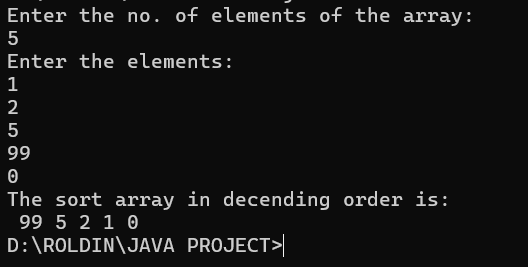 Enter the no. of elements of the array:
5
Enter the elements:
1
2
5
99
0
The sort array in decending order is:
 99 5 2 1 0
D:\ROLDIN\JAVA PROJECT>